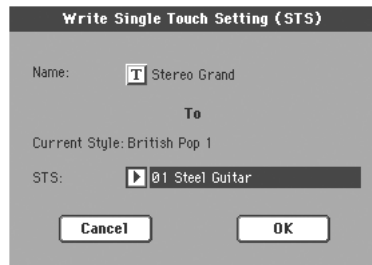 Write Single Touch Setting (STS)
Name: T Stereo Grand
To
Current Style: British Pop 1
STS: 01 Steel Guitar
Cancel OK